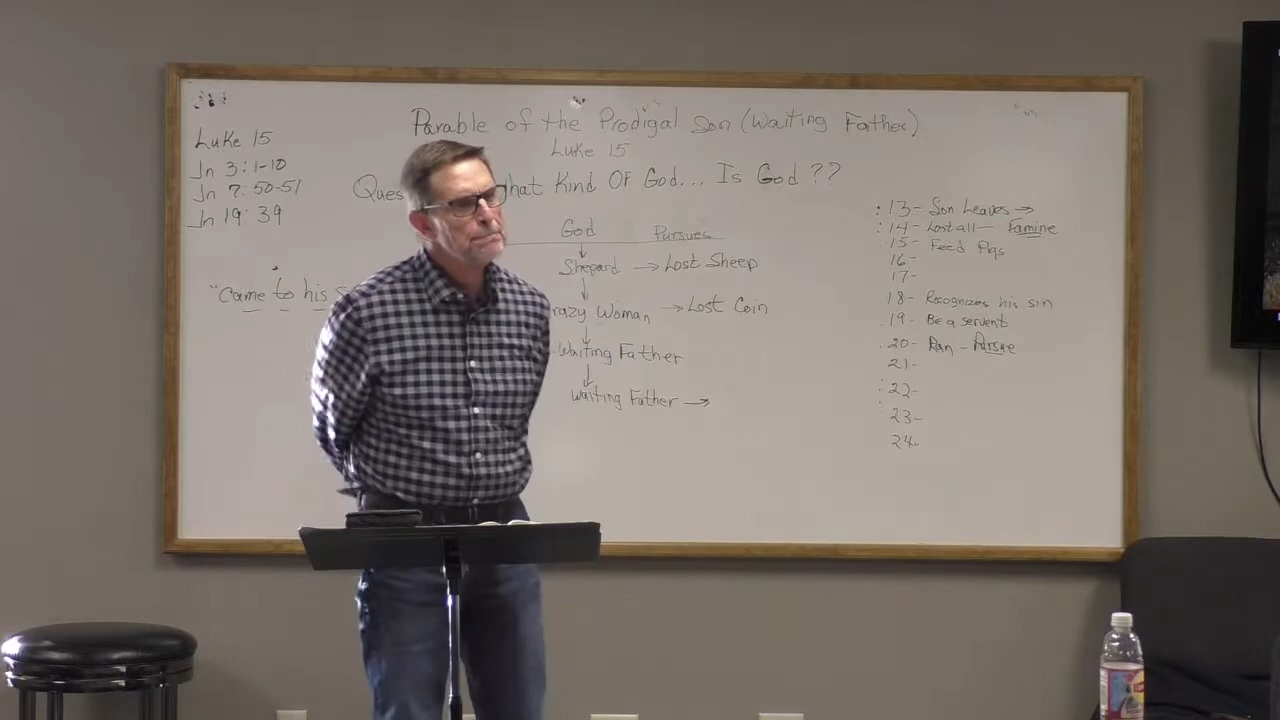 Parable of the Prodigal Son (Waiting Father)
Luke 15
Ques hat Kind Of God... Is God ??
Luke 15
Jn 3:1-10
Jn 7:50-51
Jn 19:39
"came to his s
God Pursues
Shepard → Lost Sheep
razy Woman → Lost Coin
Waiting Father
Waiting Father →
:13- Son Leaves →
:14- Lost all - Famine
15- Feed Pigs
16-
17-
18- Recognizes his sin
.19- Be a servent
.20- Ran - Pursue
21-
:22-
23-
24-